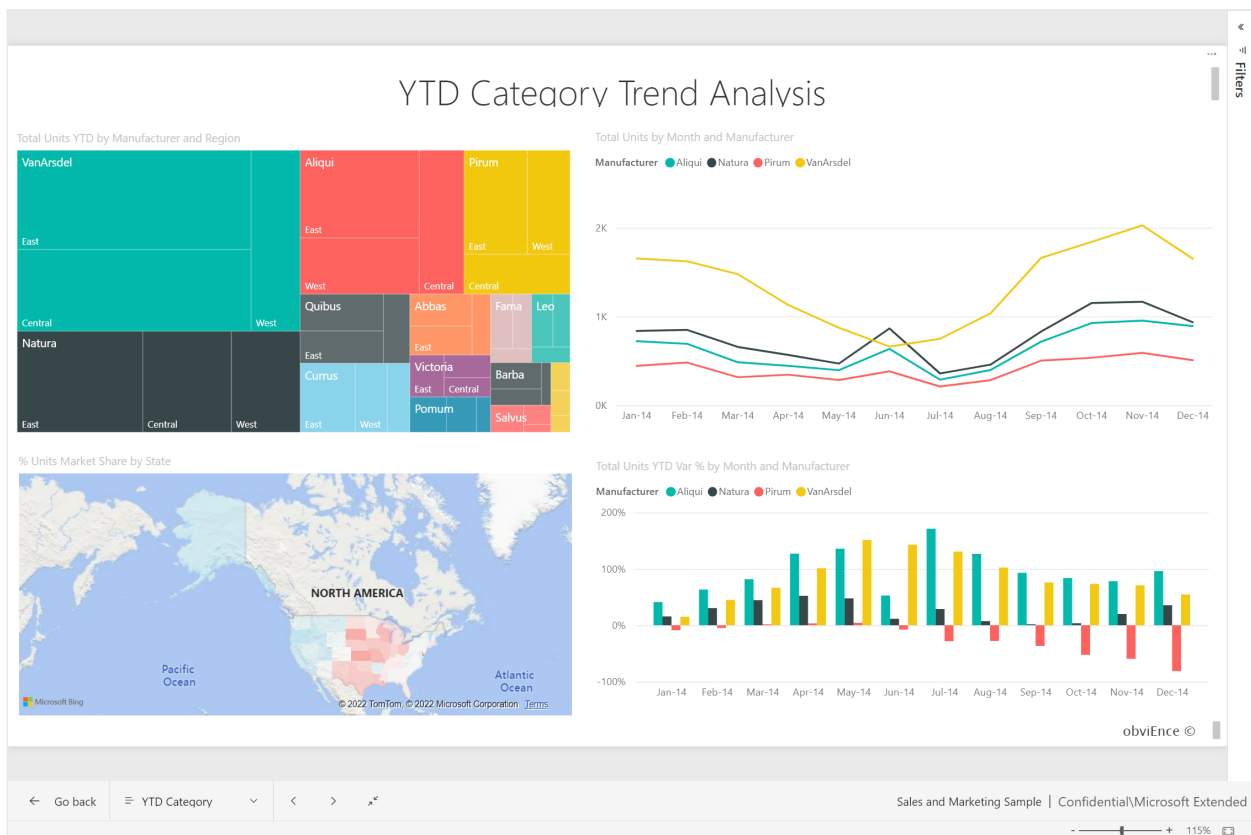 YTD Category Trend Analysis
Filters
Total Units YTD by Manufacturer and Region
VanArsdel
East
Central
West
Natura
East
Central
West
Aliqui
East
West
Central
Pirum
East
West
Central
Quibus
East
Currus
East
West
Abbas
East
Victoria
East
Central
Pomum
Fama
Leo
Barba
Salvus
Total Units by Month and Manufacturer
Manufacturer Aliqui Natura Pirum VanArsdel
2K
1K
0K
Jan-14 Feb-14 Mar-14 Apr-14 May-14 Jun-14 Jul-14 Aug-14 Sep-14 Oct-14 Nov-14 Dec-14
% Units Market Share by State
NORTH AMERICA
Pacific
Ocean
Atlantic
Ocean
Microsoft Bing
© 2022 TomTom, © 2022 Microsoft Corporation Terms
Total Units YTD Var % by Month and Manufacturer
Manufacturer Aliqui Natura Pirum VanArsdel
200%
100%
0%
-100%
Jan-14 Feb-14 Mar-14 Apr-14 May-14 Jun-14 Jul-14 Aug-14 Sep-14 Oct-14 Nov-14 Dec-14
obviEnce ©
Go back
YTD Category
Sales and Marketing Sample | Confidential\Microsoft Extended
- + 115%